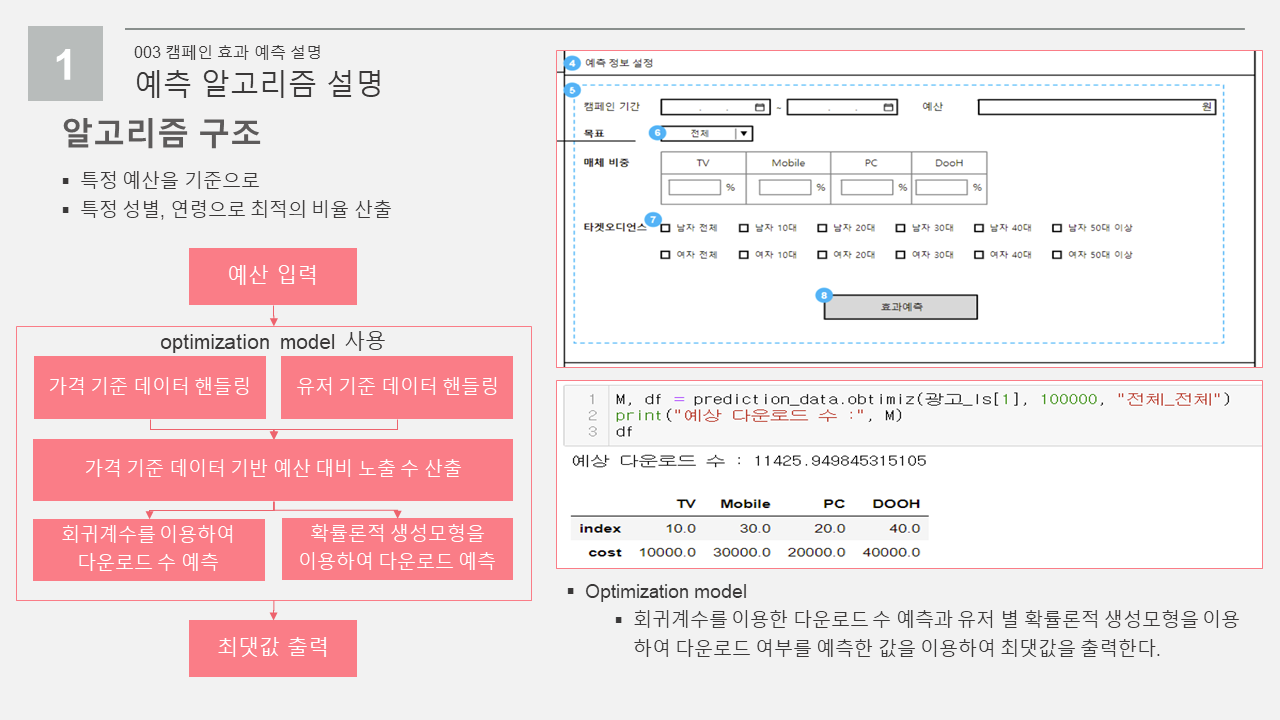 1
003 캠페인 효과 예측 설명
예측 알고리즘 설명
알고리즘 구조
▪ 특정 예산을 기준으로
▪ 특정 성별, 연령으로 최적의 비율 산출
예산 입력
optimization model 사용
가격 기준 데이터 핸들링
유저 기준 데이터 핸들링
가격 기준 데이터 기반 예산 대비 노출 수 산출
회귀계수를 이용하여
다운로드 수 예측
확률론적 생성모형을
이용하여 다운로드 예측
최댓값 출력
4 예측 정보 설정
5
캠페인 기간 . . ~ . . 예산 원
목표 6 전체 ▼
매체 비중 TV Mobile PC DooH
% % % %
타겟오디언스 7 남자 전체 남자 10대 남자 20대 남자 30대 남자 40대 남자 50대 이상
여자 전체 여자 10대 여자 20대 여자 30대 여자 40대 여자 50대 이상
8 효과예측
1 M, df = prediction_data.obtimiz(광고_ls[1], 100000, "전체_전체")
2 print("예상 다운로드 수 :", M)
3 df
예상 다운로드 수 : 11425.949845315105
TV Mobile PC DOOH
index 10.0 30.0 20.0 40.0
cost 10000.0 30000.0 20000.0 40000.0
▪ Optimization model
▪ 회귀계수를 이용한 다운로드 수 예측과 유저 별 확률론적 생성모형을 이용
하여 다운로드 여부를 예측한 값을 이용하여 최댓값을 출력한다.